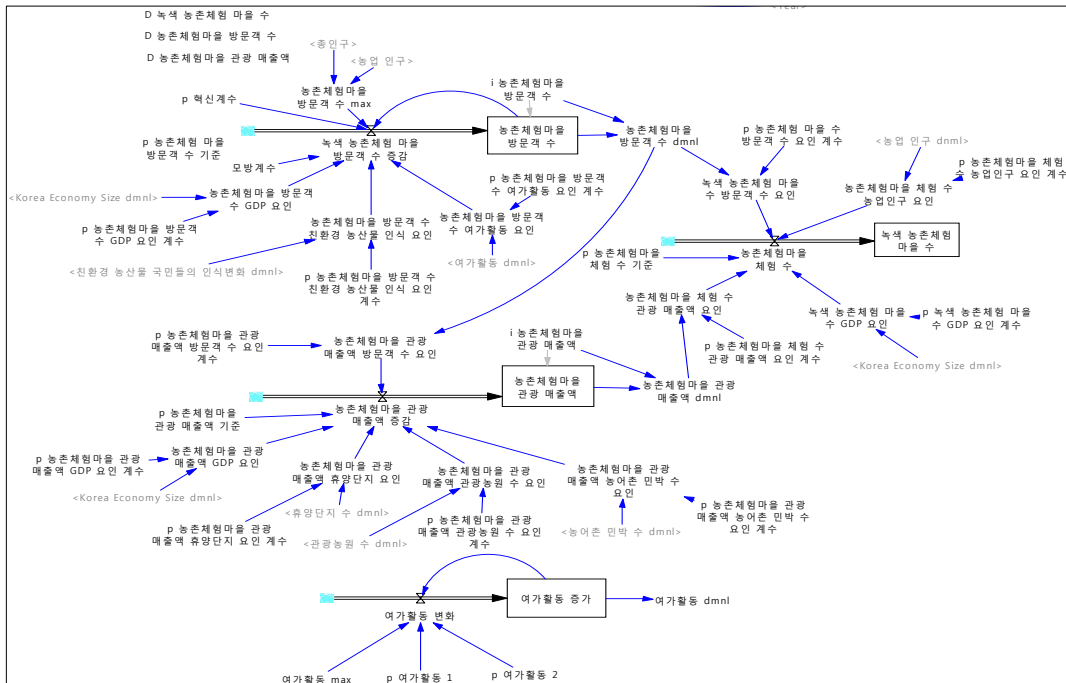 D 녹색 농촌체험 마을 수
D 농촌체험마을 방문객 수
D 농촌체험마을 관광 매출액
<총인구>
<농업 인구>
p 혁신계수
농촌체험마을
방문객 수 max
i 농촌체험마을
방문객 수
p 농촌체험 마을
방문객 수 기준
녹색 농촌체험 마을
방문객 수 증감
농촌체험마을
방문객 수
농촌체험마을
방문객 수 dmnl
p 농촌체험 마을 수
방문객 수 요인 계수
<농업 인구 dmnl>
모방계수
p 농촌체험마을 방문객
수 여가활동 요인 계수
녹색 농촌체험 마을
수 방문객 수 요인
농촌체험마을 체험 수
농업인구 요인
p 농촌체험마을 체험
수 농업인구 요인 계수
<Korea Economy Size dmnl>
농촌체험마을 방문객
수 GDP 요인
농촌체험마을 방문객 수
친환경 농산물 인식 요인
농촌체험마을 방문객
수 여가활동 요인
p 농촌체험마을 방문객
수 GDP 요인 계수
녹색 농촌체험
마을 수
<친환경 농산물 국민들의 인식변화 dmnl>
<여가활동 dmnl>
p 농촌체험마을
체험 수 기준
농촌체험마을
체험 수
p 농촌체험마을 방문객 수
친환경 농산물 인식 요인
계수
농촌체험마을 체험 수
관광 매출액 요인
녹색 농촌체험 마을
수 GDP 요인
p 녹색 농촌체험 마을
수 GDP 요인 계수
p 농촌체험마을 관광
매출액 방문객 수 요인
계수
농촌체험마을 관광
매출액 방문객 수 요인
i 농촌체험마을
관광 매출액
p 농촌체험마을 체험 수
관광 매출액 요인 계수
<Korea Economy Size dmnl>
농촌체험마을
관광 매출액
농촌체험마을 관광
매출액 dmnl
p 농촌체험마을
관광 매출액 기준
농촌체험마을 관광
매출액 증감
p 농촌체험마을 관광
매출액 GDP 요인 계수
농촌체험마을 관광
매출액 GDP 요인
농촌체험마을 관광
매출액 휴양단지 요인
농촌체험마을 관광
매출액 관광농원 수 요인
농촌체험마을 관광
매출액 농어촌 민박 수
요인
<Korea Economy Size dmnl>
<휴양단지 수 dmnl>
p 농촌체험마을 관광
매출액 휴양단지 요인 계수
<관광농원 수 dmnl>
p 농촌체험마을 관광
매출액 관광농원 수 요인
계수
<농어촌 민박 수 dmnl>
p 농촌체험마을 관광
매출액 농어촌 민박 수
요인 계수
여가활동 변화
여가활동 증가
여가활동 dmnl
여가활동 max
p 여가활동 1
p 여가활동 2